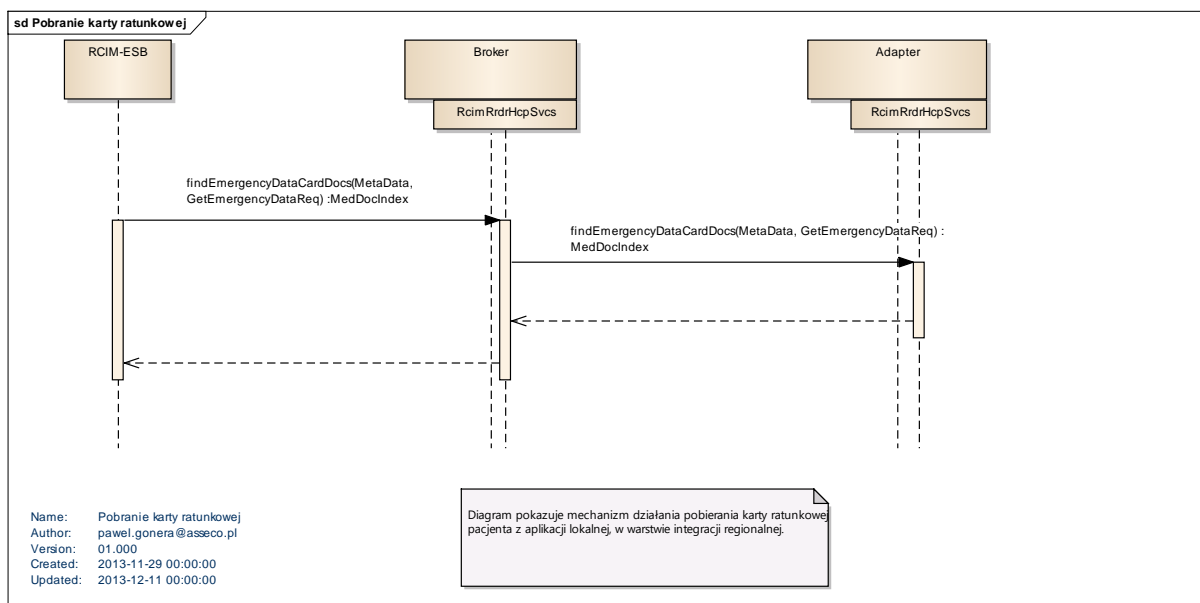 sd Pobranie karty ratunkowej
RCIM-ESB
Broker
Adapter
RcimRrdrHcpSvcs
RcimRrdrHcpSvcs
findEmergencyDataCardDocs(MetaData,
GetEmergencyDataReq) :MedDocIndex
findEmergencyDataCardDocs(MetaData, GetEmergencyDataReq) :
MedDocIndex
Diagram pokazuje mechanizm działania pobierania karty ratunkowej
pacjenta z aplikacji lokalnej, w warstwie integracji regionalnej.
Name: Pobranie karty ratunkowej
Author: pawel.gonera@asseco.pl
Version: 01.000
Created: 2013-11-29 00:00:00
Updated: 2013-12-11 00:00:00